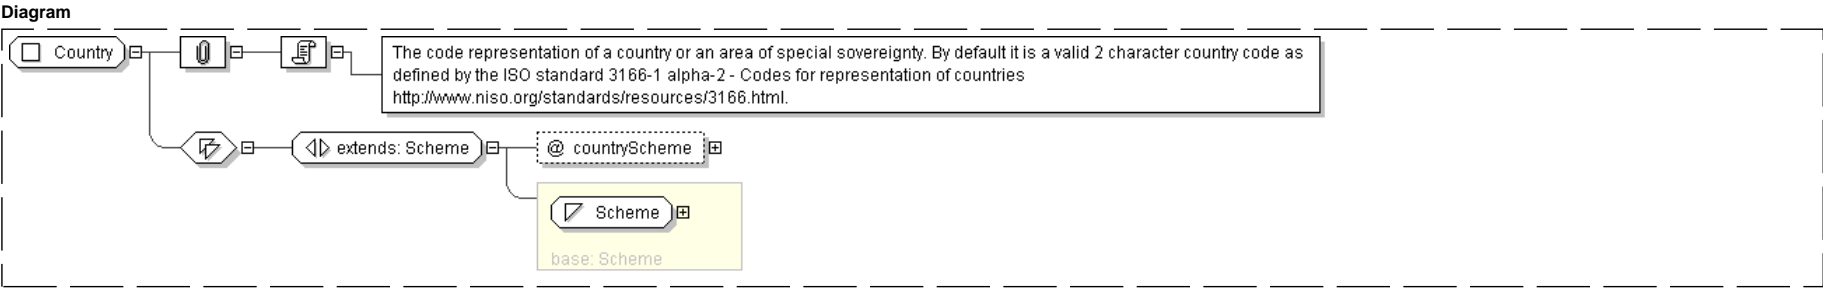 Diagram
Country
The code representation of a country or an area of special sovereignty. By default it is a valid 2 character country code as
defined by the ISO standard 3166-1 alpha-2 - Codes for representation of countries
http://www.niso.org/standards/resources/3166.html.
extends: Scheme
@ countryScheme
Scheme
base: Scheme